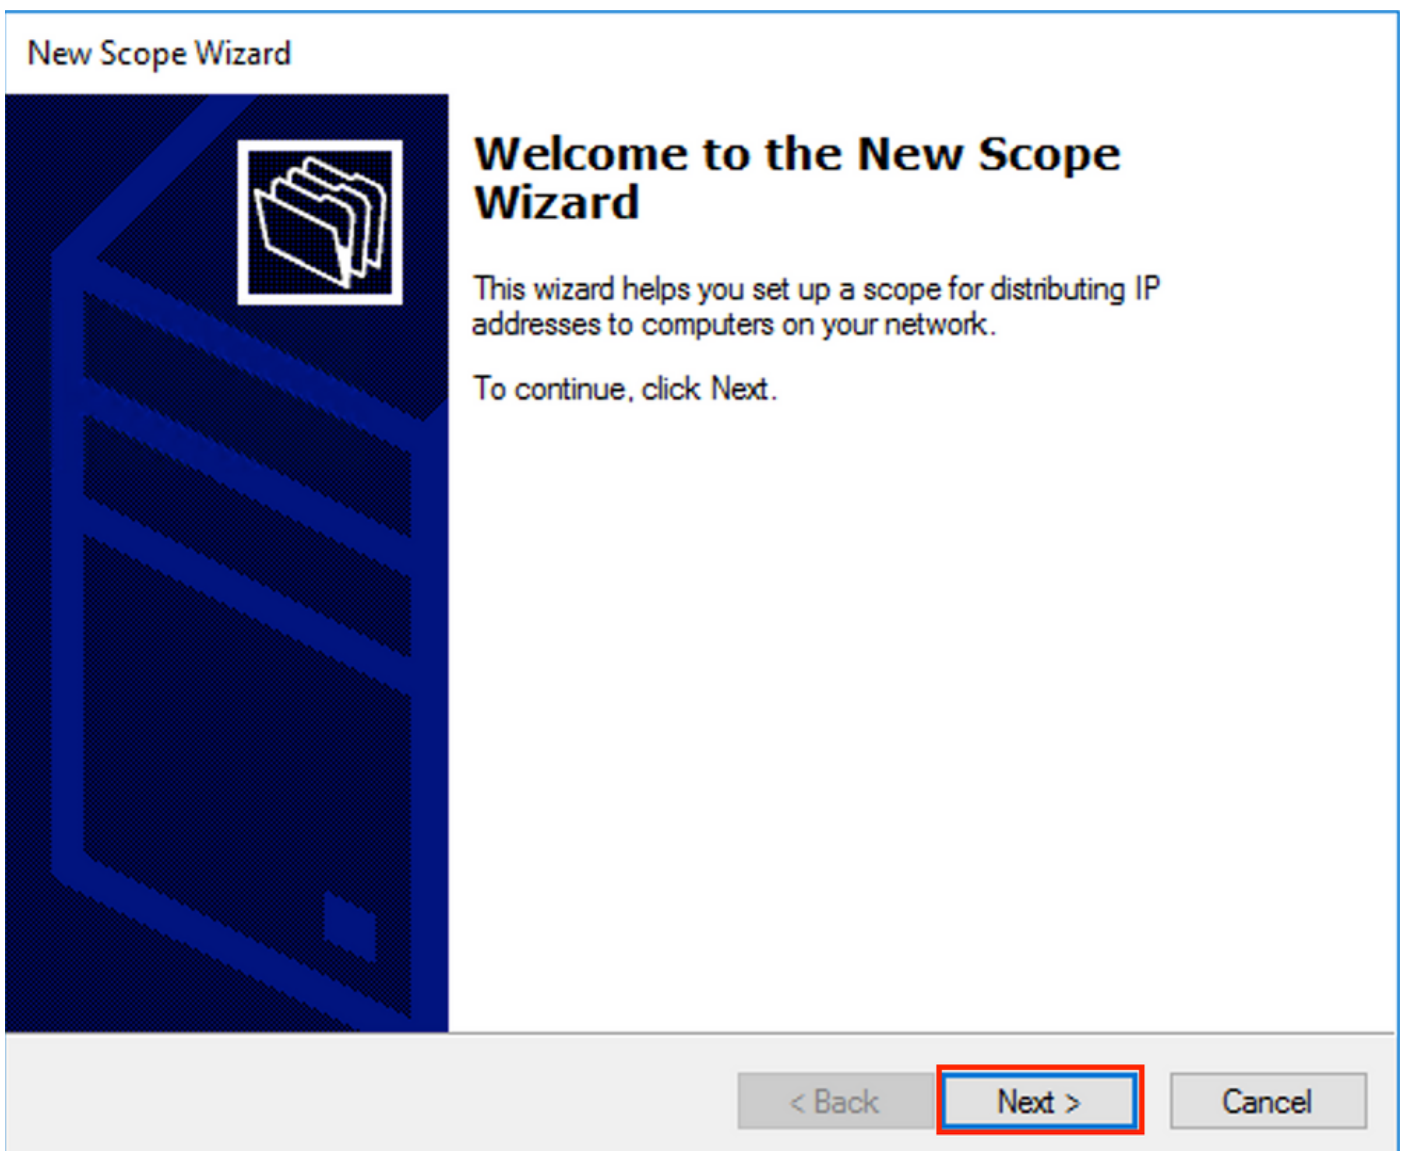 New Scope Wizard
Welcome to the New Scope
Wizard
This wizard helps you set up a scope for distributing IP
addresses to computers on your network.
To continue, click Next.
< Back
Next >
Cancel